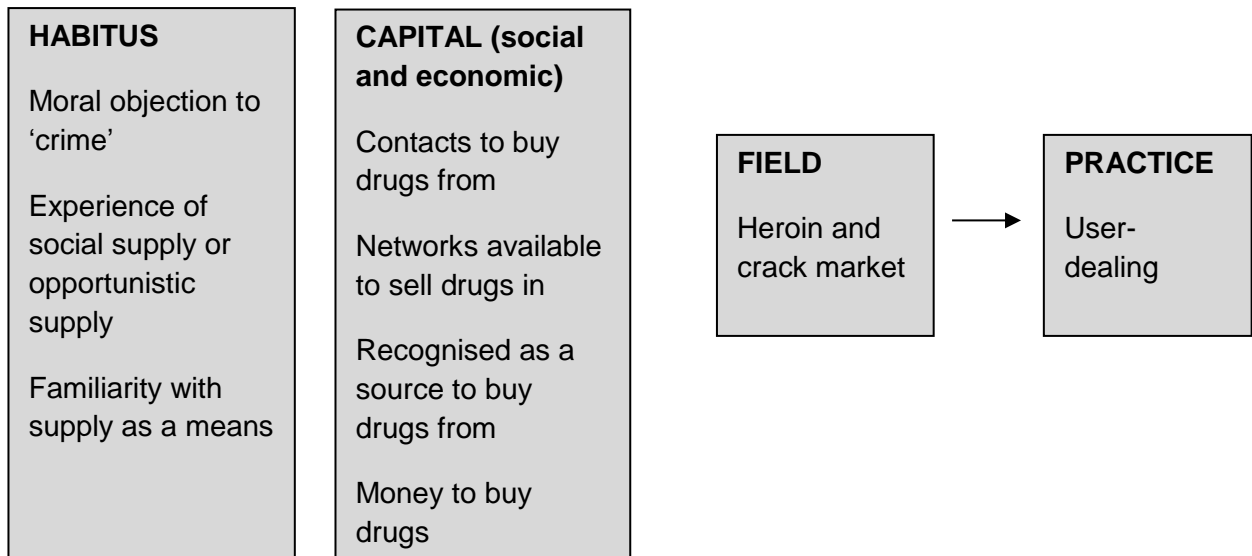 HABITUS
Moral objection to
‘crime’
Experience of
social supply or
opportunistic
supply
Familiarity with
supply as a means
CAPITAL (social
and economic)
Contacts to buy
drugs from
Networks available
to sell drugs in
Recognised as a
source to buy
drugs from
Money to buy
drugs
FIELD
Heroin and
crack market
PRACTICE
User-
dealing